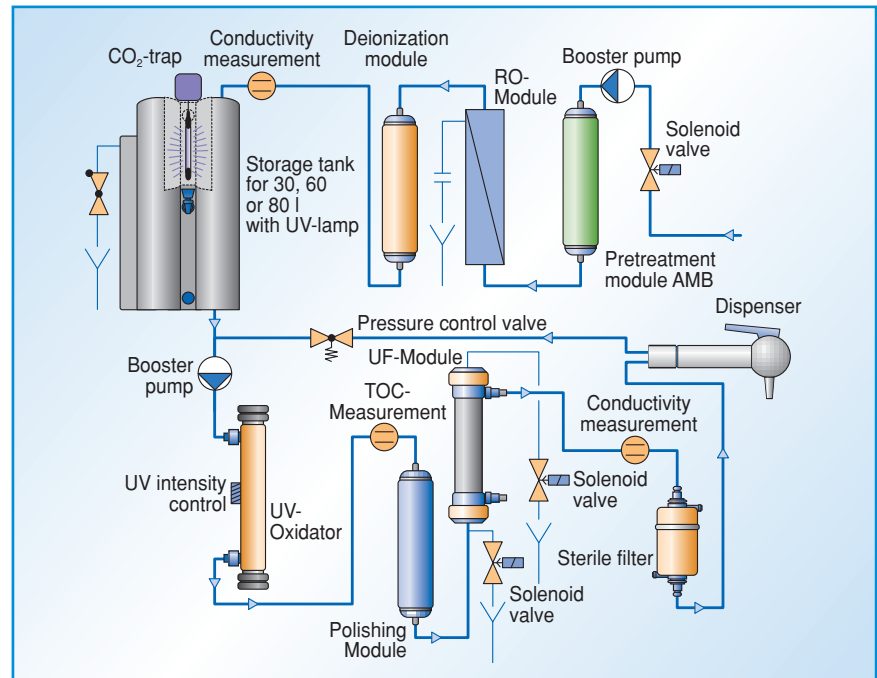 CO₂-trap
Conductivity
measurement
Deionization
module
RO-
Module
Booster pump
Solenoid
valve
Storage tank
for 30, 60
or 80 l
with UV-lamp
Pretreatment
module AMB
Dispenser
Pressure control valve
UF-Module
Booster
pump
TOC-
Measurement
Conductivity
measurement
UV intensity
control
UV-
Oxidator
Solenoid
valve
Sterile filter
Solenoid
valve
Polishing
Module